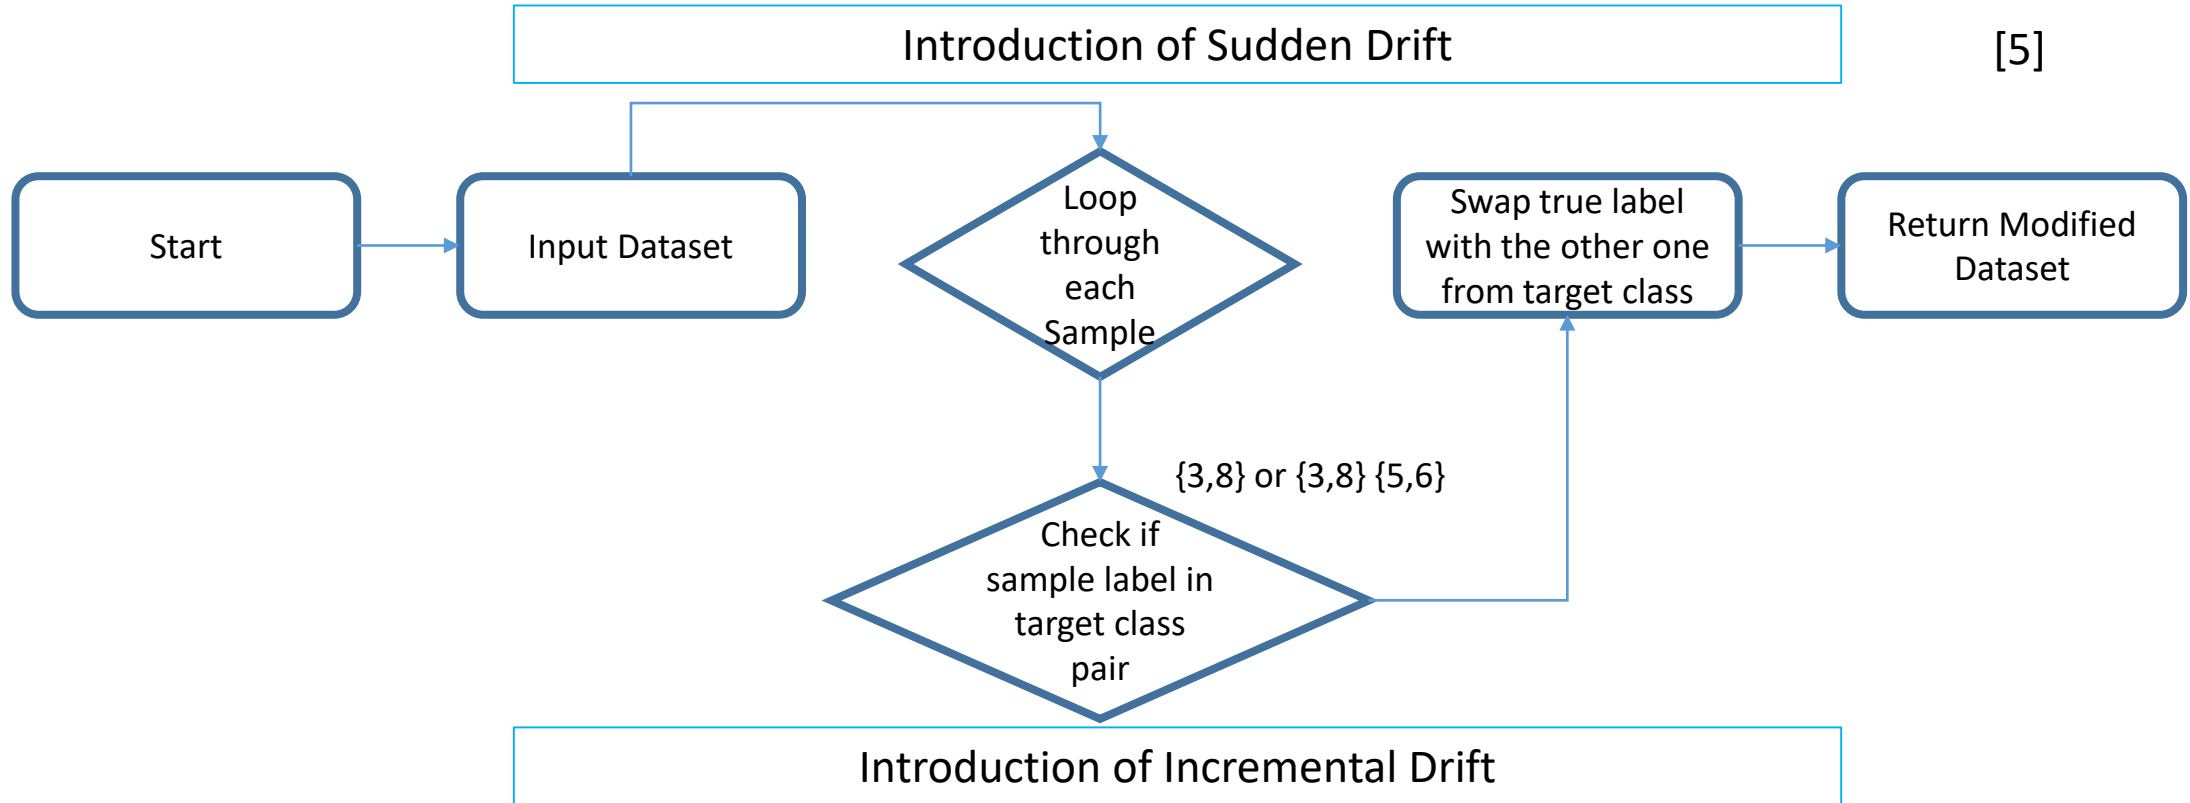 Introduction of Sudden Drift
[5]
Start
Input Dataset
Loop
through
each
Sample
Swap true label
with the other one
from target class
Return Modified
Dataset
{3,8} or {3,8} {5,6}
Check if
sample label in
target class
pair
Introduction of Incremental Drift